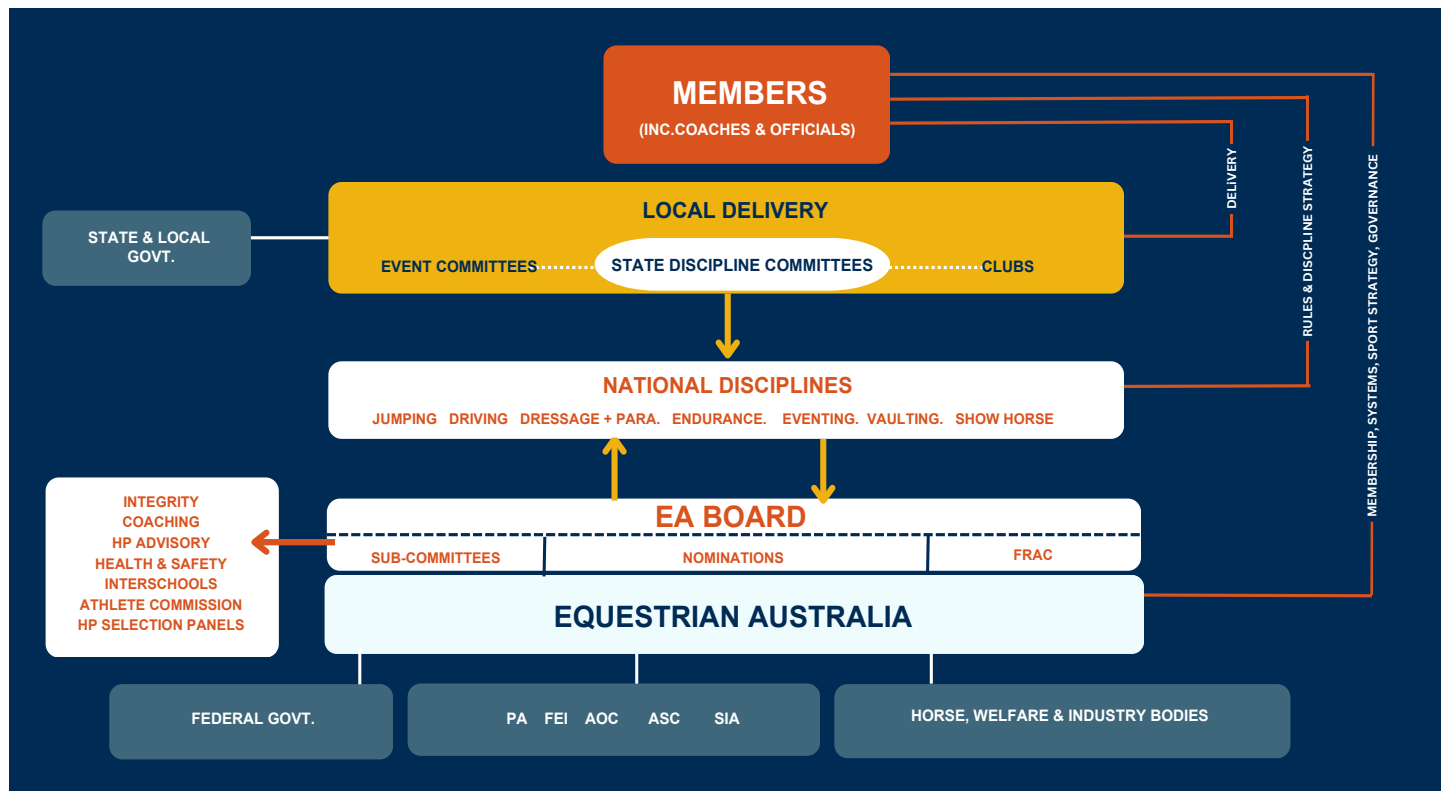 MEMBERS
(INC.COACHES & OFFICIALS)
LOCAL DELIVERY
STATE & LOCAL
GOVT.
EVENT COMMITTEES
STATE DISCIPLINE COMMITTEES
CLUBS
DELiVERY
RULES & DISCIPLINE STRATEGY
MEMBERSHIP, SYSTEMS, SPORT STRATEGY, GOVERNANCE
NATIONAL DISCIPLINES
JUMPING DRIVING DRESSAGE + PARA. ENDURANCE. EVENTING. VAULTING. SHOW HORSE
INTEGRITY
COACHING
HP ADVISORY
HEALTH & SAFETY
INTERSCHOOLS
ATHLETE COMMISSION
HP SELECTION PANELS
EA BOARD
SUB-COMMITTEES
NOMINATIONS
FRAC
EQUESTRIAN AUSTRALIA
FEDERAL GOVT.
PA FEI AOC ASC SIA
HORSE, WELFARE & INDUSTRY BODIES